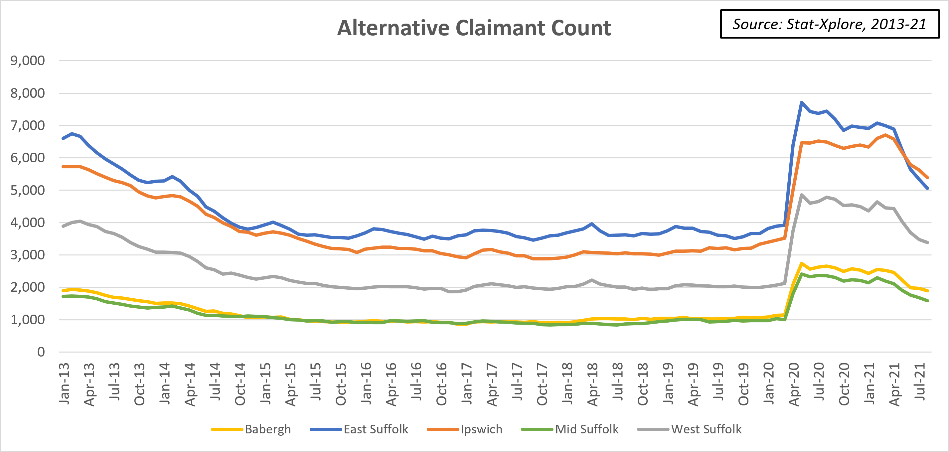 Alternative Claimant Count
Source: Stat-Xplore, 2013-21
9,000
8,000
7,000
6,000
5,000
4,000
3,000
2,000
1,000
0
Jan-13
Apr-13
Jul-13
Oct-13
Jan-14
Apr-14
Jul-14
Oct-14
Jan-15
Apr-15
Jul-15
Oct-15
Jan-16
Apr-16
Jul-16
Oct-16
Jan-17
Apr-17
Jul-17
Oct-17
Jan-18
Apr-18
Jul-18
Oct-18
Jan-19
Apr-19
Jul-19
Oct-19
Jan-20
Apr-20
Jul-20
Oct-20
Jan-21
Apr-21
Jul-21
Babergh East Suffolk Ipswich Mid Suffolk West Suffolk